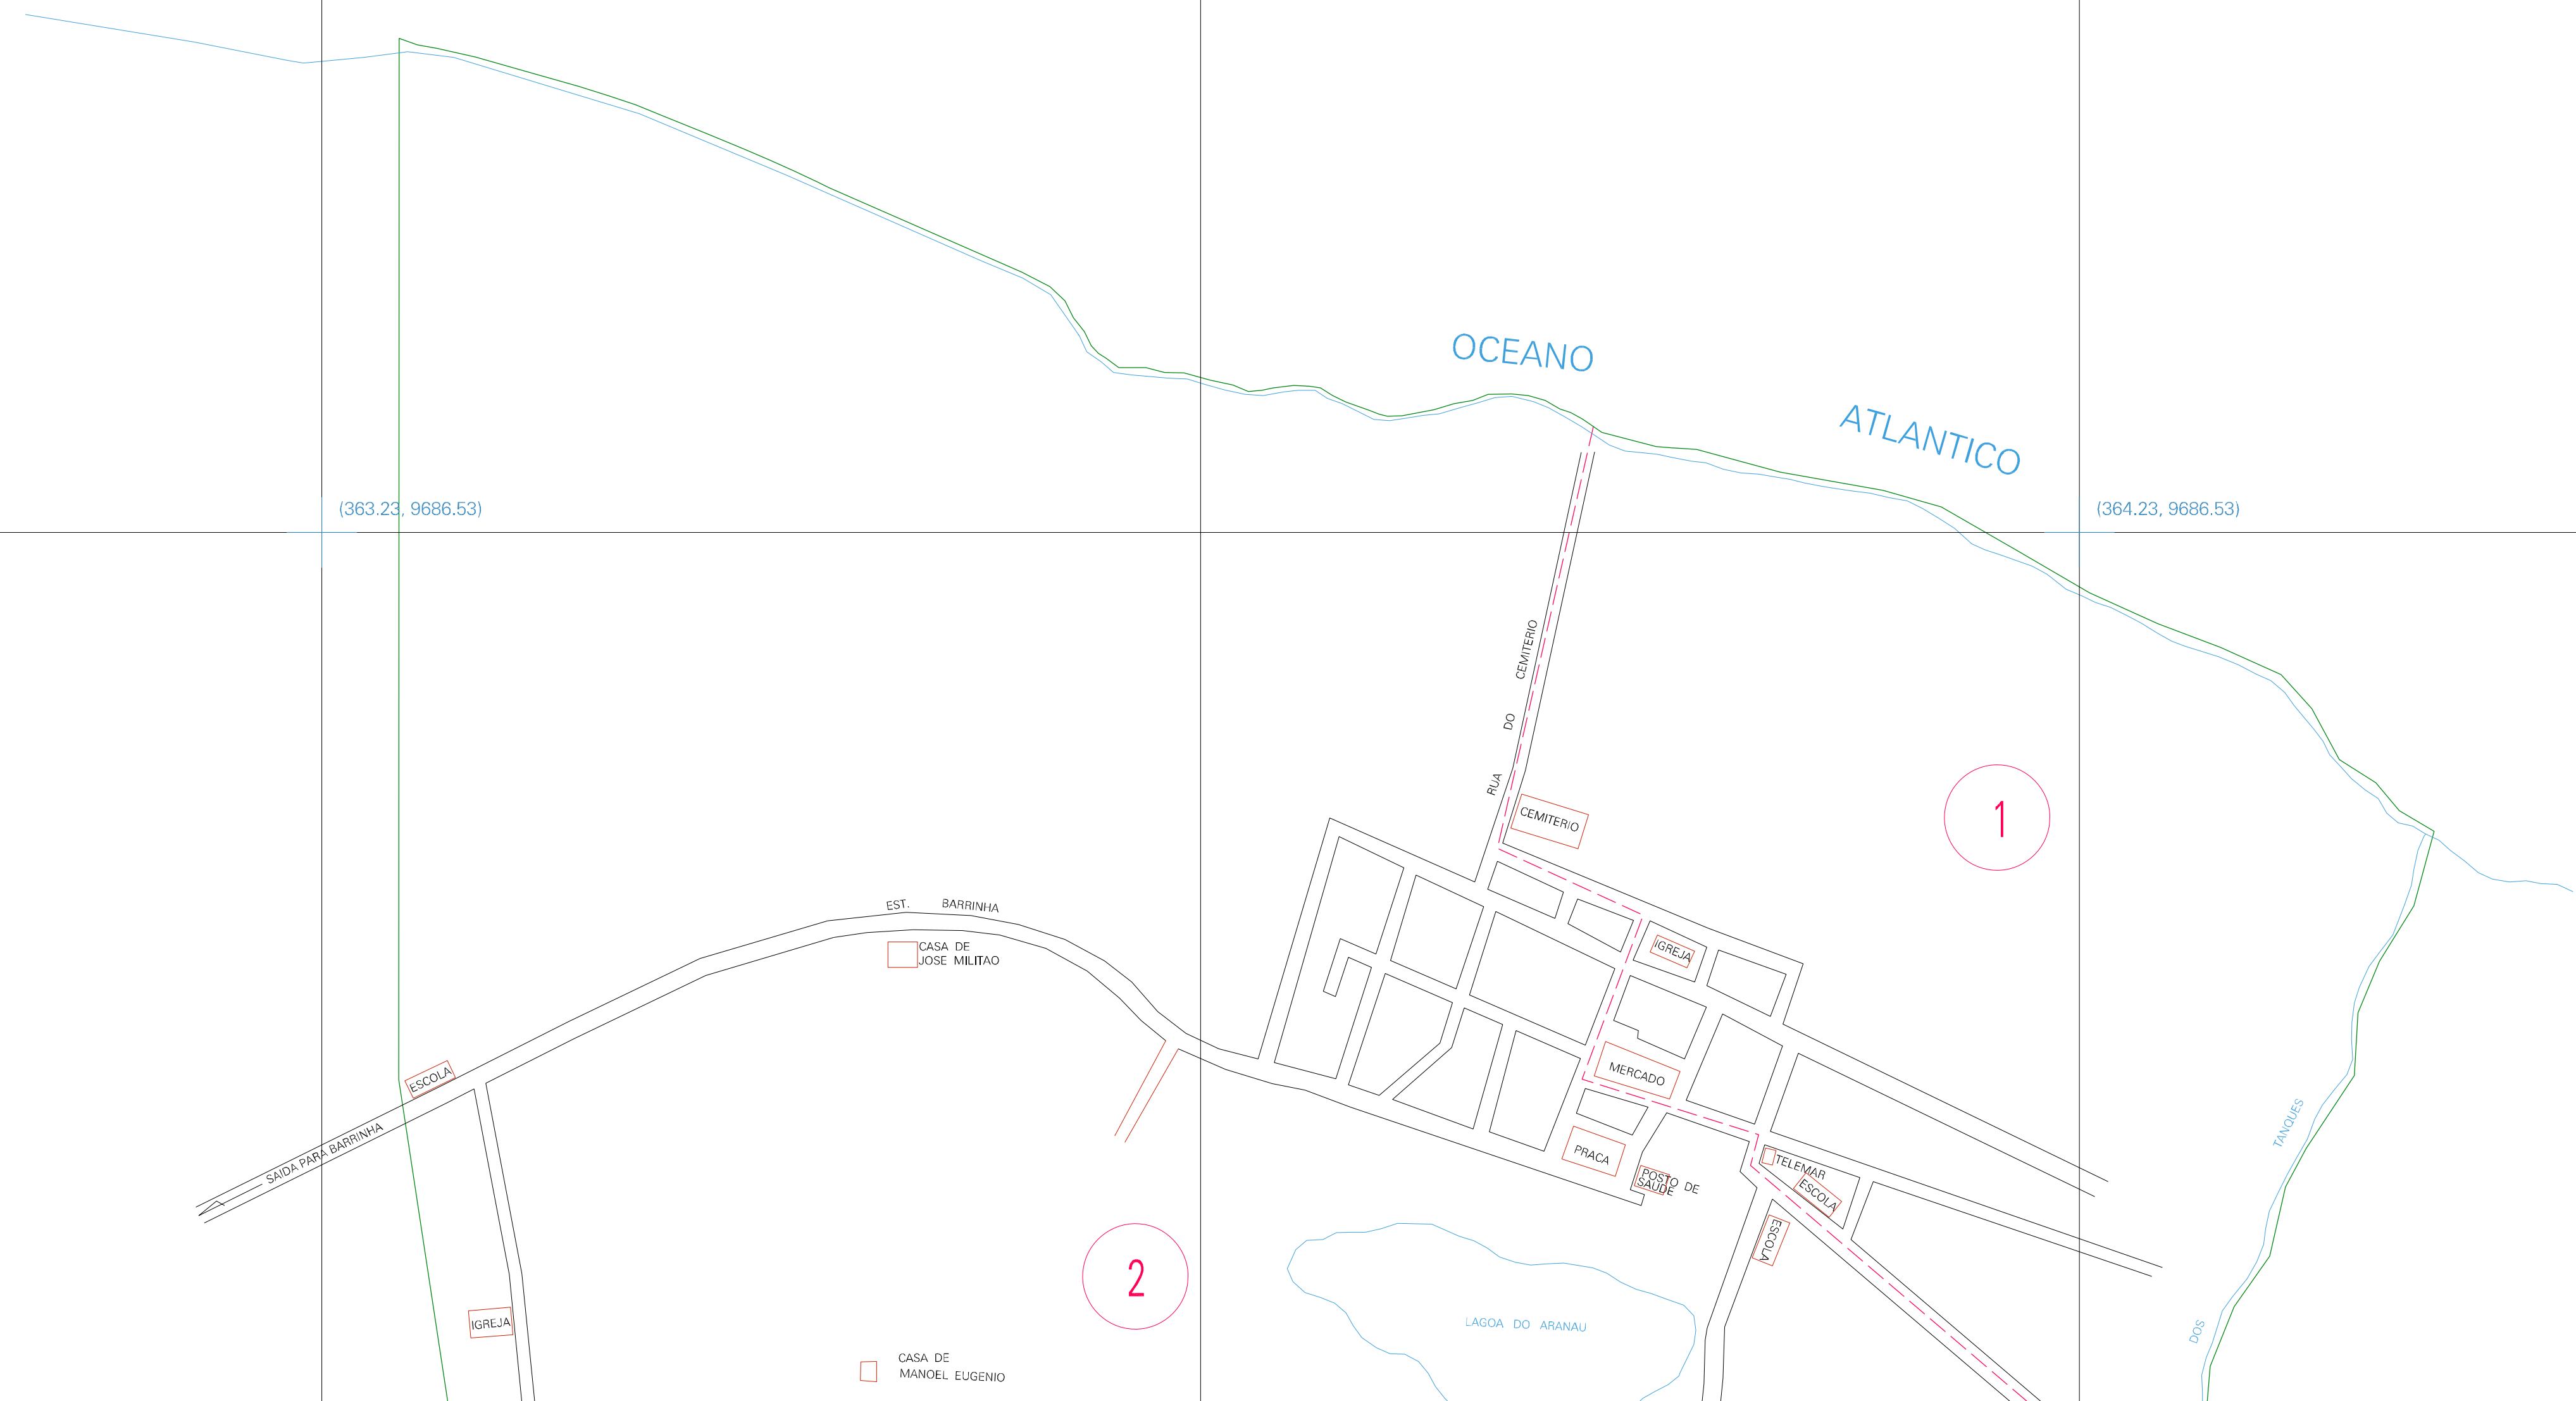 OCEANO
ATLANTICO
(363.23, 9686.53)
(364.23, 9686.53)
RUA DO CEMITERIO
CEMITERIO
1
EST. BARRINHA
CASA DE
JOSE MILITAO
IGREJA
ESCOLA
MERCADO
SAIDA PARA BARRINHA
PRACA
POSTO DE
SAUDE
TELEMAR
ESCOLA
ESCOLA
DOS TANQUES
2
IGREJA
LAGOA DO ARANAU
CASA DE
MANOEL EUGENIO